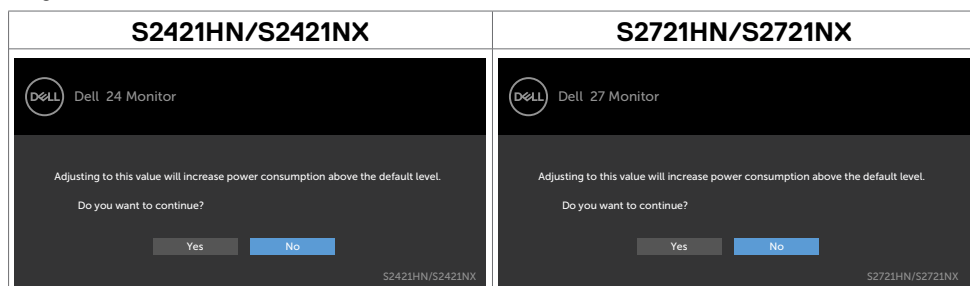 S2421HN/S2421NX
S2721HN/S2721NX
DELL Dell 24 Monitor
Adjusting to this value will increase power consumption above the default level.
Do you want to continue?
Yes No
S2421HN/S2421NX
DELL Dell 27 Monitor
Adjusting to this value will increase power consumption above the default level.
Do you want to continue?
Yes No
S2721HN/S2721NX